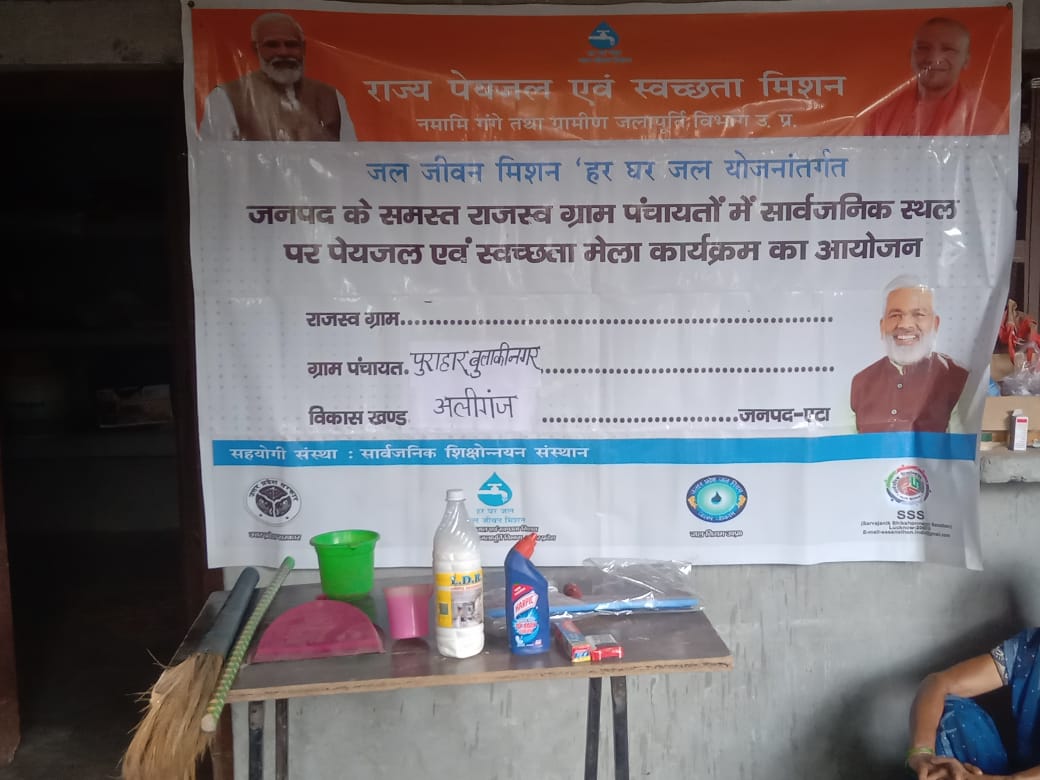 राज्य पेयजल एवं स्वच्छता मिशन
नमामि गंगे तथा ग्रामीण जलापूर्ति विभाग उ. प्र.
जल जीवन मिशन 'हर घर जल योजनांतर्गत
जनपद के समस्त राजस्व ग्राम पंचायतों में सार्वजनिक स्थल
पर पेयजल एवं स्वच्छता मेला कार्यक्रम का आयोजन
राजस्व ग्राम
ग्राम पंचायत. पुराहार बुलाकीनगर
विकास खण्ड अलीगंज जनपद-एटा
सहयोगी संस्था : सार्वजनिक शिक्षोन्नयन संस्थान
हर घर जल
जल जीवन मिशन
SSS
HARPIC